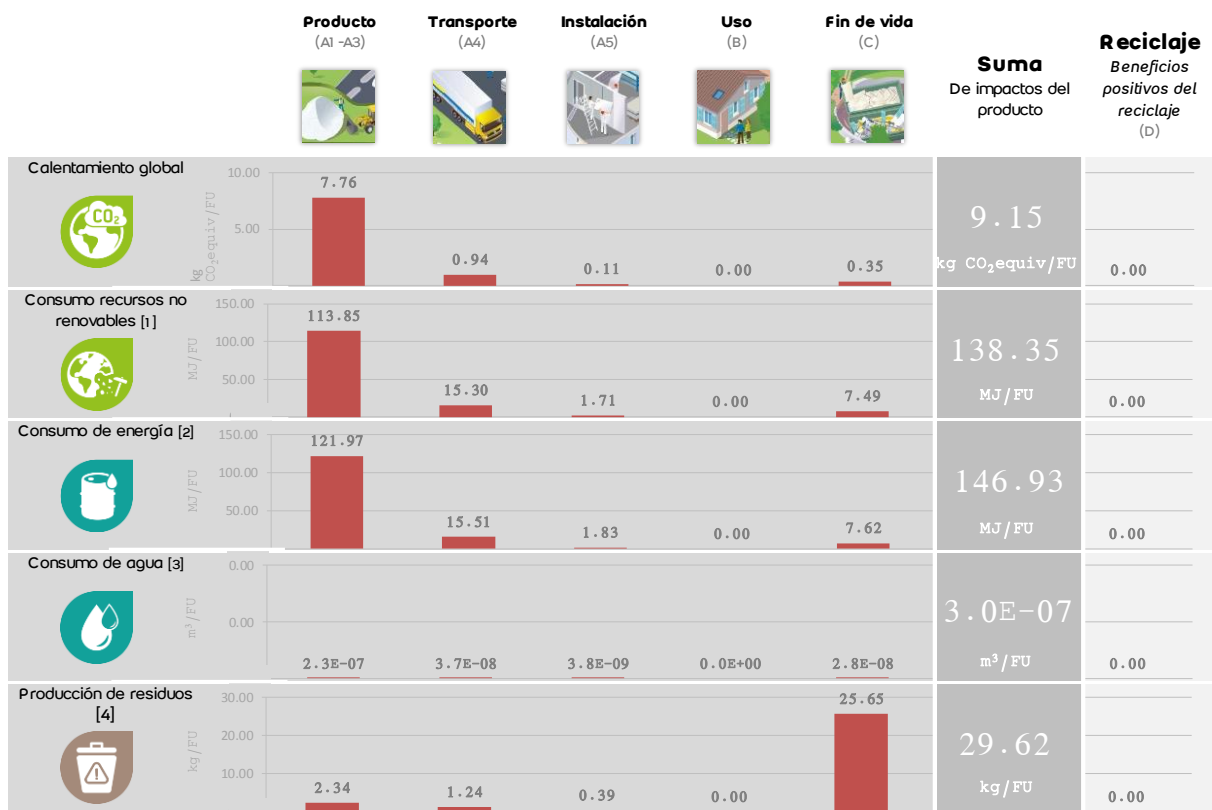 Producto
(A1 -A3)
Transporte
(A4)
Instalación
(A5)
Uso
(B)
Fin de vida
(C)
Suma
De impactos del
producto
Reciclaje
Beneficios
positivos del
reciclaje
(D)
Calentamiento global
CO₂
kg
CO₂equiv/FU
10.00
5.00
7.76
0.94
0.11
0.00
0.35
9.15
kg CO₂equiv/FU
0.00
Consumo recursos no
renovables [1]
MJ/FU
150.00
100.00
50.00
113.85
15.30
1.71
0.00
7.49
138.35
MJ/FU
0.00
Consumo de energía [2]
MJ/FU
150.00
100.00
50.00
121.97
15.51
1.83
0.00
7.62
146.93
MJ/FU
0.00
Consumo de agua [3]
m³/FU
0.00
0.00
2.3E-07
3.7E-08
3.8E-09
0.0E+00
2.8E-08
3.0E-07
m³/FU
0.00
Producción de residuos
[4]
kg/FU
30.00
20.00
10.00
2.34
1.24
0.39
0.00
25.65
29.62
kg/FU
0.00